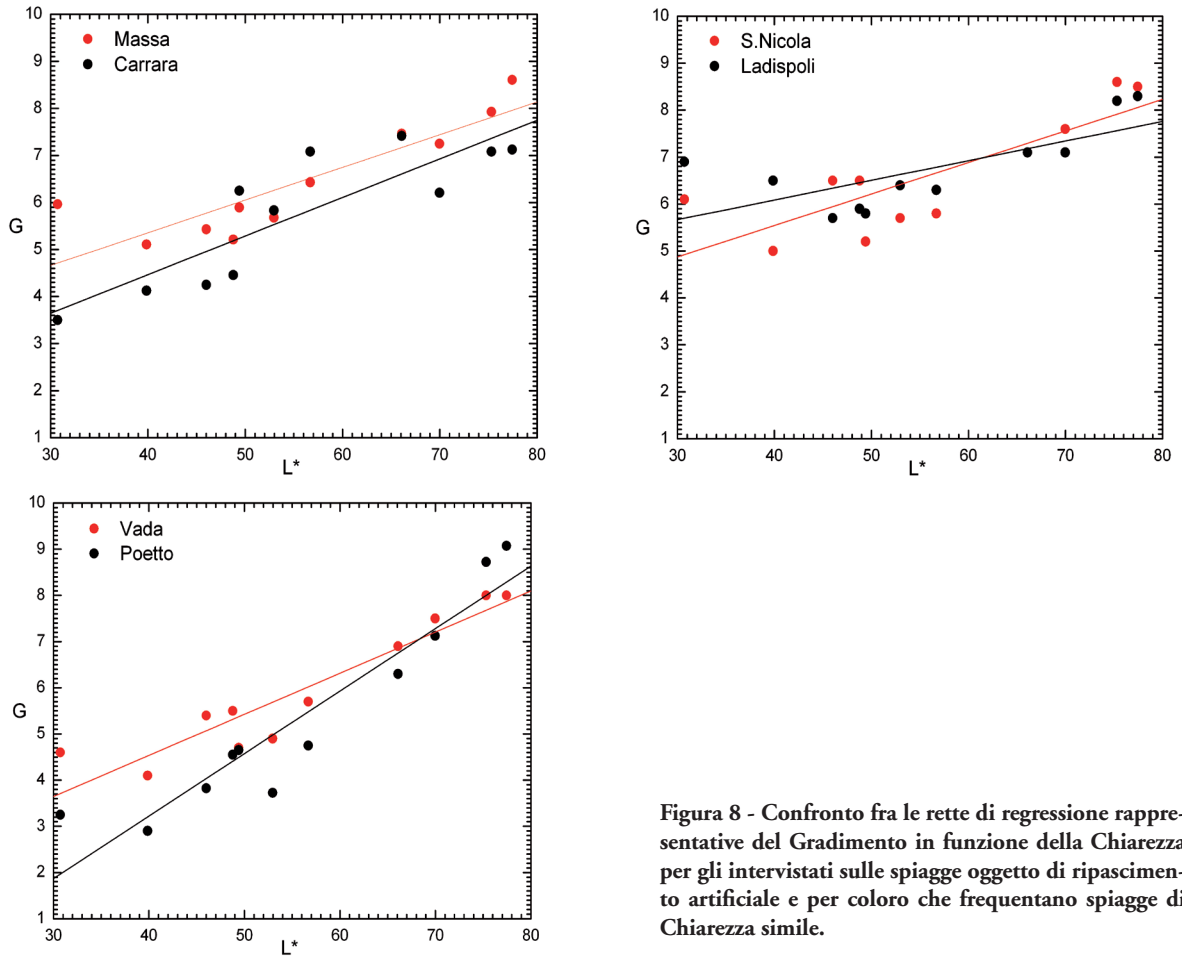 10
9
8
7
6
G
5
4
3
2
1
Massa
Carrara
30 40 50 60 70 80
L*
10
9
8
7
6
G
5
4
3
2
1
S.Nicola
Ladispoli
30 40 50 60 70 80
L*
10
9
8
7
6
G
5
4
3
2
1
Vada
Poetto
30 40 50 60 70 80
L*
Figura 8 - Confronto fra le rette di regressione rappre-
sentative del Gradimento in funzione della Chiarezza
per gli intervistati sulle spiagge oggetto di ripascimen-
to artificiale e per coloro che frequentano spiagge di
Chiarezza simile.